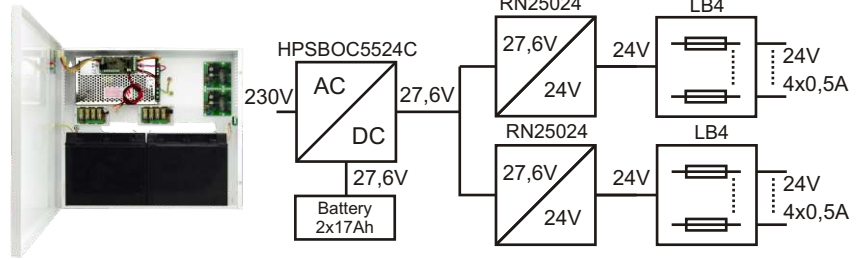 RN25024
LB4
HPSBOC5524C
27,6V
24V
24V
24V
4x0,5A
230V
AC
DC
27,6V
RN25024
LB4
27,6V
24V
24V
24V
4x0,5A
27,6V
Battery
2x17Ah